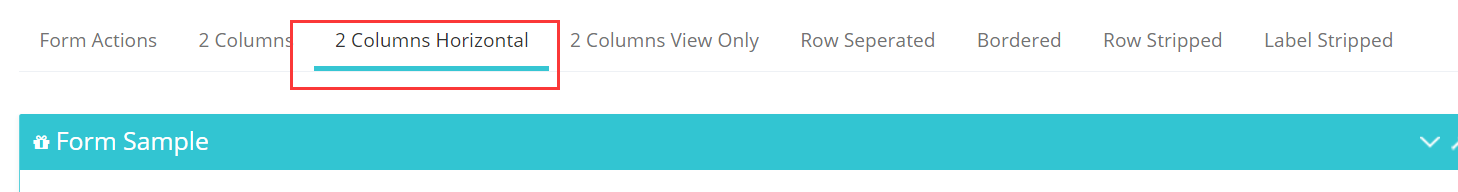 Form Actions 2 Columns 2 Columns Horizontal 2 Columns View Only Row Seperated Bordered Row Stripped Label Stripped
Form Sample